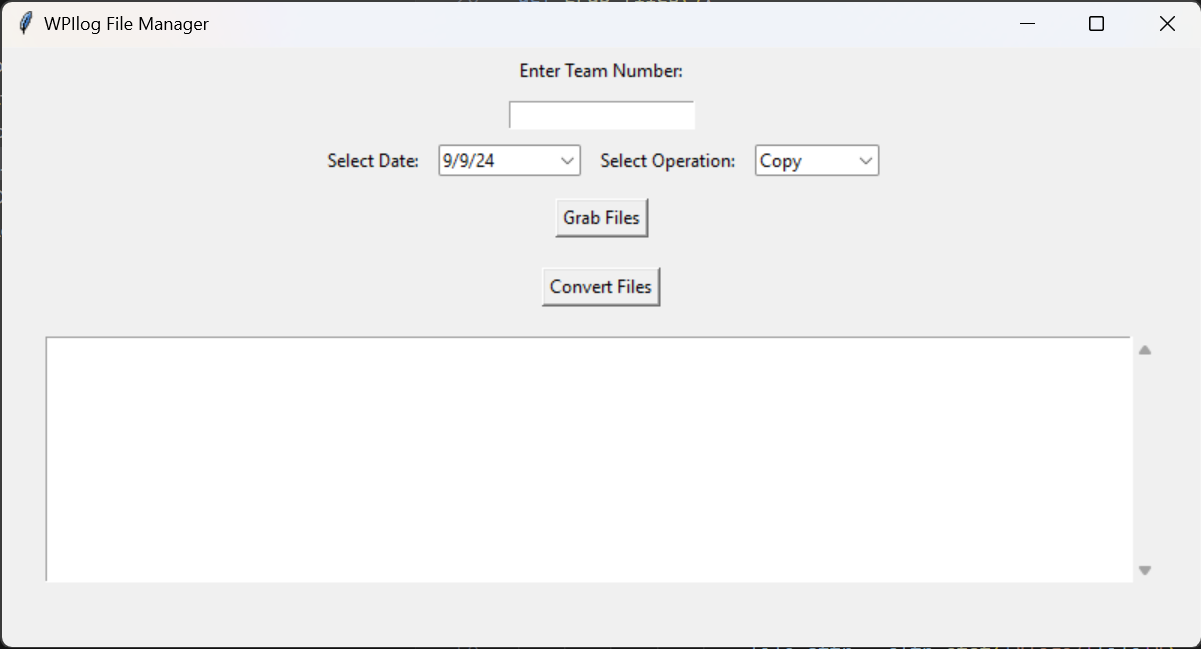 WPIlog File Manager
Enter Team Number:
Select Date: 9/9/24 Select Operation: Copy
Grab Files
Convert Files